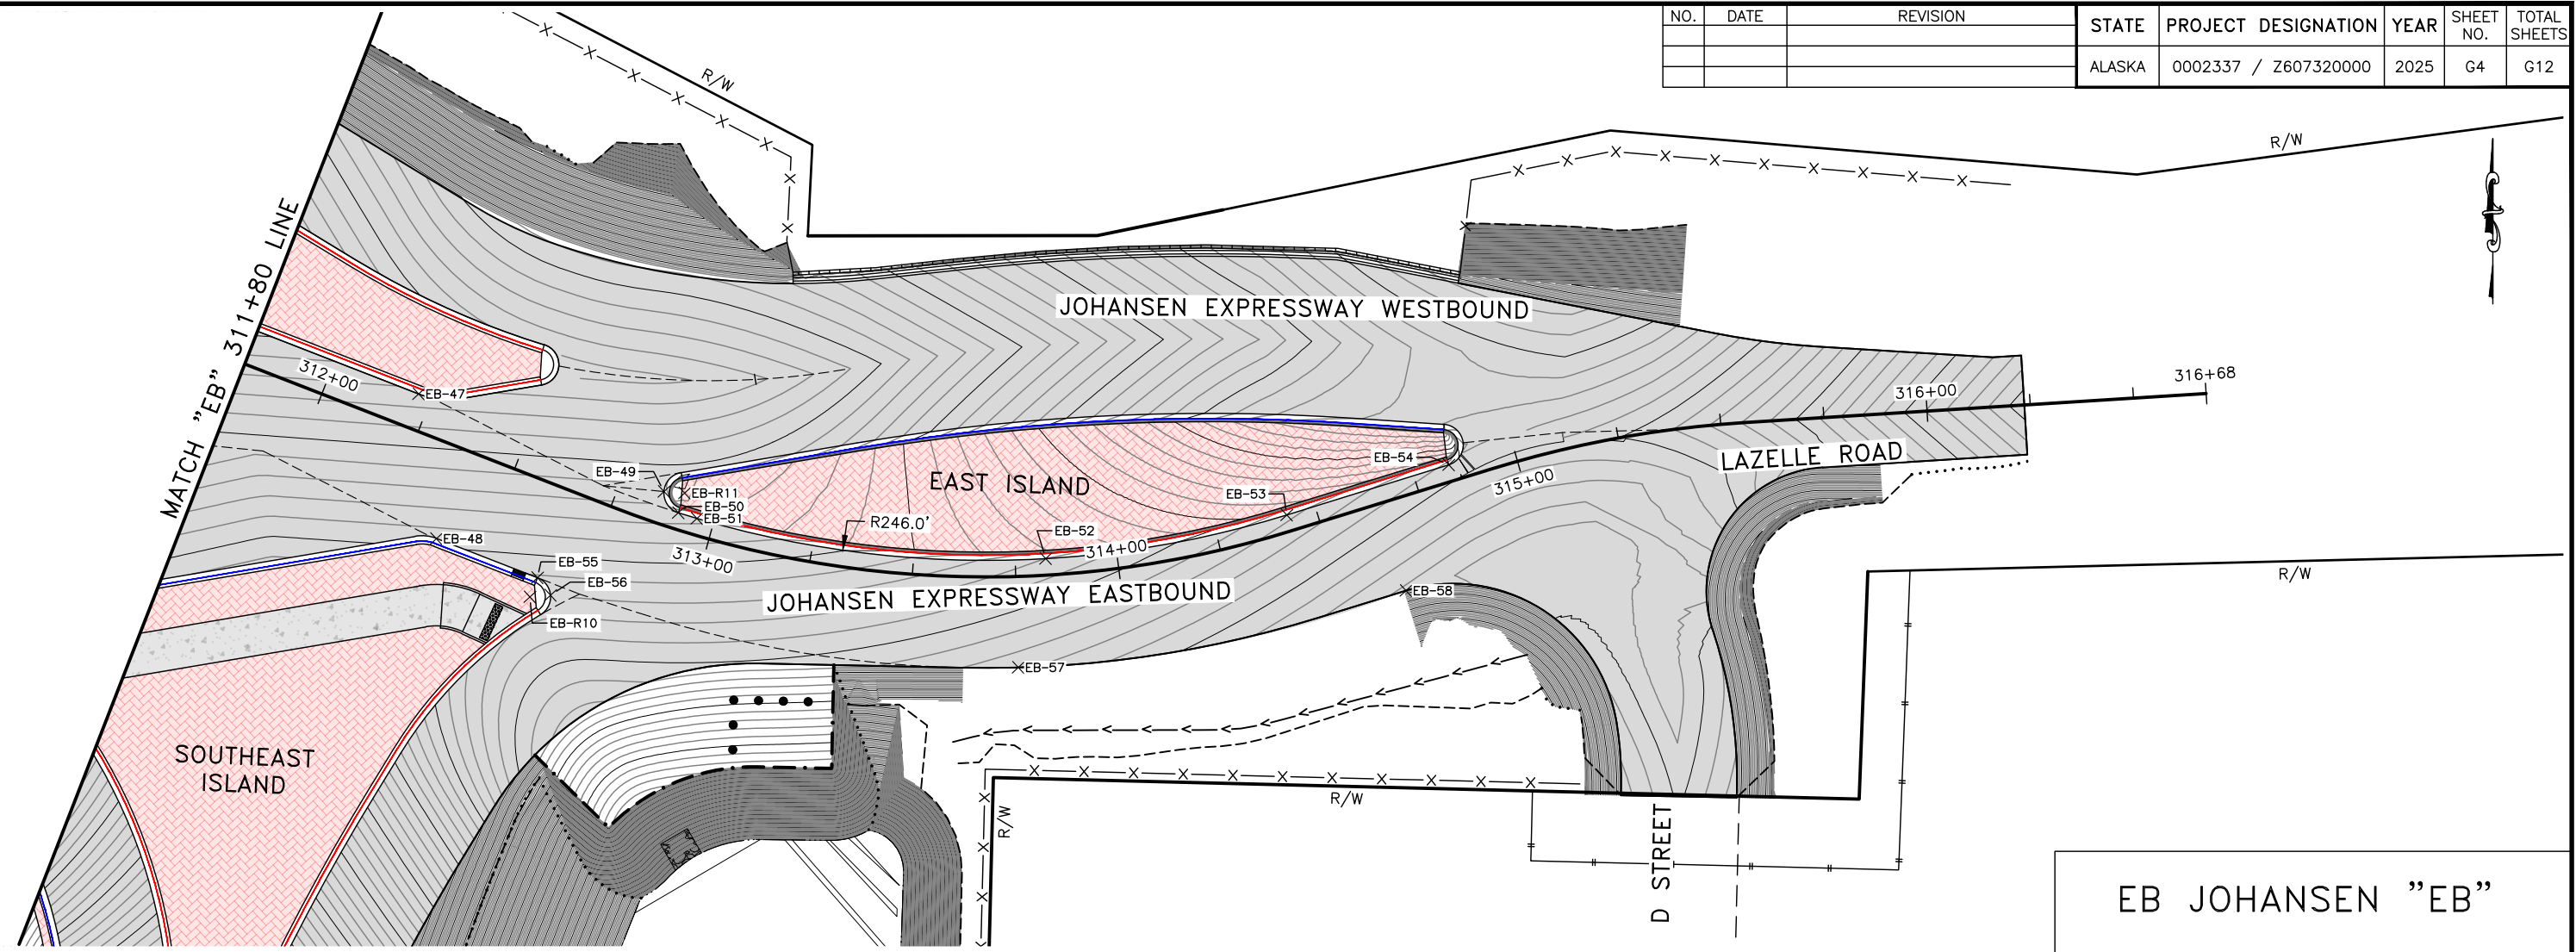 NO. DATE REVISION
STATE PROJECT DESIGNATION YEAR SHEET NO. TOTAL SHEETS
ALASKA 0002337 / Z607320000 2025 G4 G12
R/W
R/W
MATCH "EB" 311+80 LINE
JOHANSEN EXPRESSWAY WESTBOUND
312+00
EB-47
316+00
316+68
LAZELLE ROAD
EB-49
EB-R11
EB-50
EB-51
EAST ISLAND
EB-54
EB-53
315+00
R246.0'
EB-52
314+00
313+00
EB-48
EB-55
EB-56
EB-R10
JOHANSEN EXPRESSWAY EASTBOUND
EB-58
R/W
EB-57
SOUTHEAST
ISLAND
R/W
R/W
D STREET
EB JOHANSEN "EB"